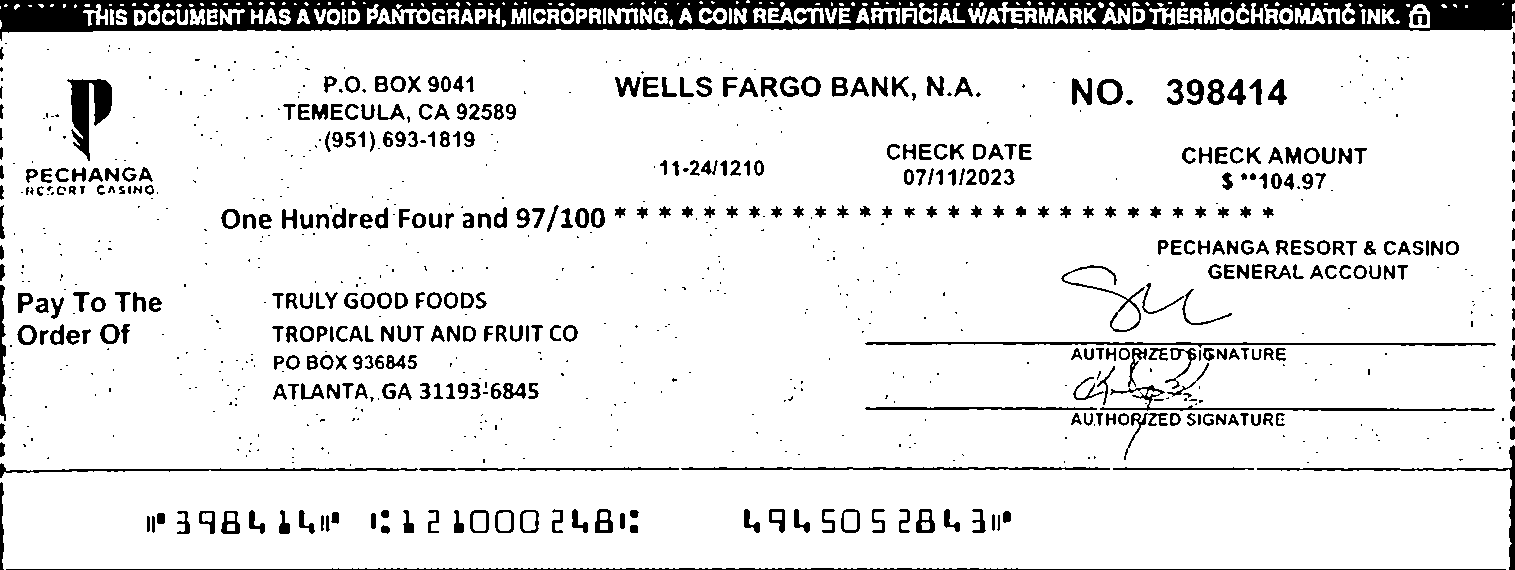 THIS DOCUMENT HAS A VOID PANTOGRAPH, MICROPRINTING, A COIN REACTIVE ARTIFICIAL WATERMARK AND THERMOCHROMATIC INK.
P.O. BOX 9041
TEMECULA, CA 92589
(951) 693-1819
WELLS FARGO BANK, N.A.
NO. 398414
PECHANGA
RESORT CASINO
11-24/1210
CHECK DATE
07/11/2023
CHECK AMOUNT
$ **104.97
One Hundred Four and 97/100 * * * * * * * * * * * * * * * * * * * * * * * * * * * * * *
PECHANGA RESORT & CASINO
GENERAL ACCOUNT
Pay To The
Order Of
TRULY GOOD FOODS
TROPICAL NUT AND FRUIT CO
PO BOX 936845
ATLANTA, GA 31193-6845
AUTHORIZED SIGNATURE
AUTHORIZED SIGNATURE
⑈398414⑈ ⑆121000248⑆ 4945052843⑈